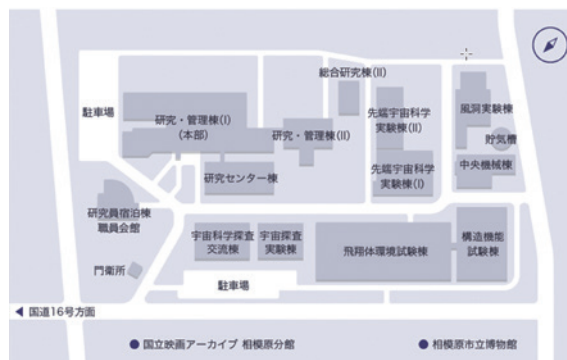 総合研究棟(II)
駐車場
研究・管理棟(I)
(本部)
研究・管理棟(II)
先端宇宙科学
実験棟(II)
風洞実験棟
貯気槽
研究センター棟
先端宇宙科学
実験棟(I)
中央機械棟
研究員宿泊棟
職員会館
宇宙科学探査
交流棟
宇宙探査
実験棟
飛翔体環境試験棟
構造機能
試験棟
門衛所
駐車場
国道16号方面
国立映画アーカイブ 相模原分館
相模原市立博物館